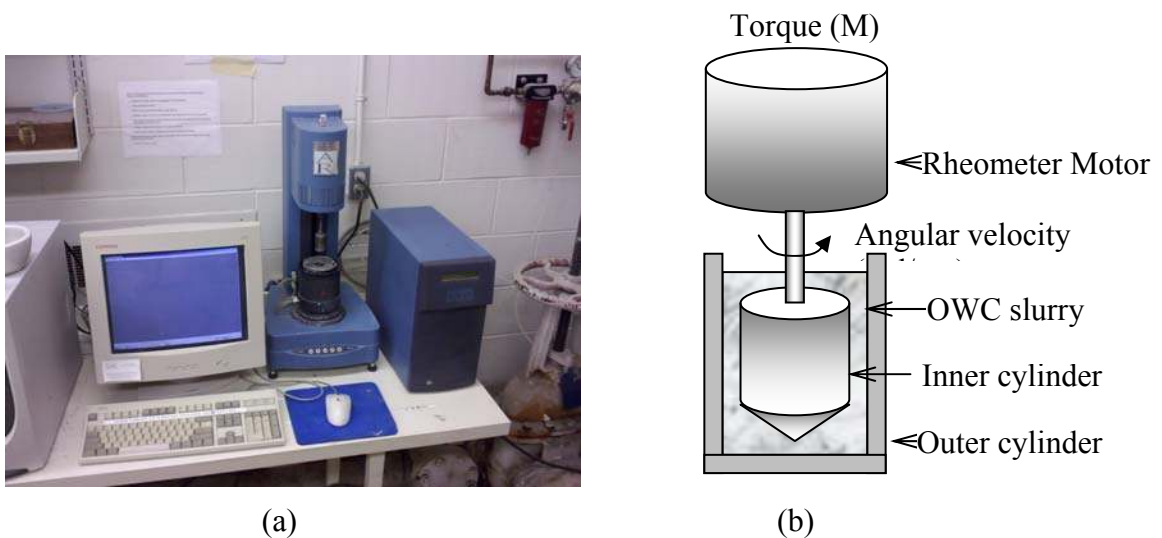 Torque (M)
Rheometer Motor
Angular velocity
OWC slurry
Inner cylinder
Outer cylinder
(a)
(b)